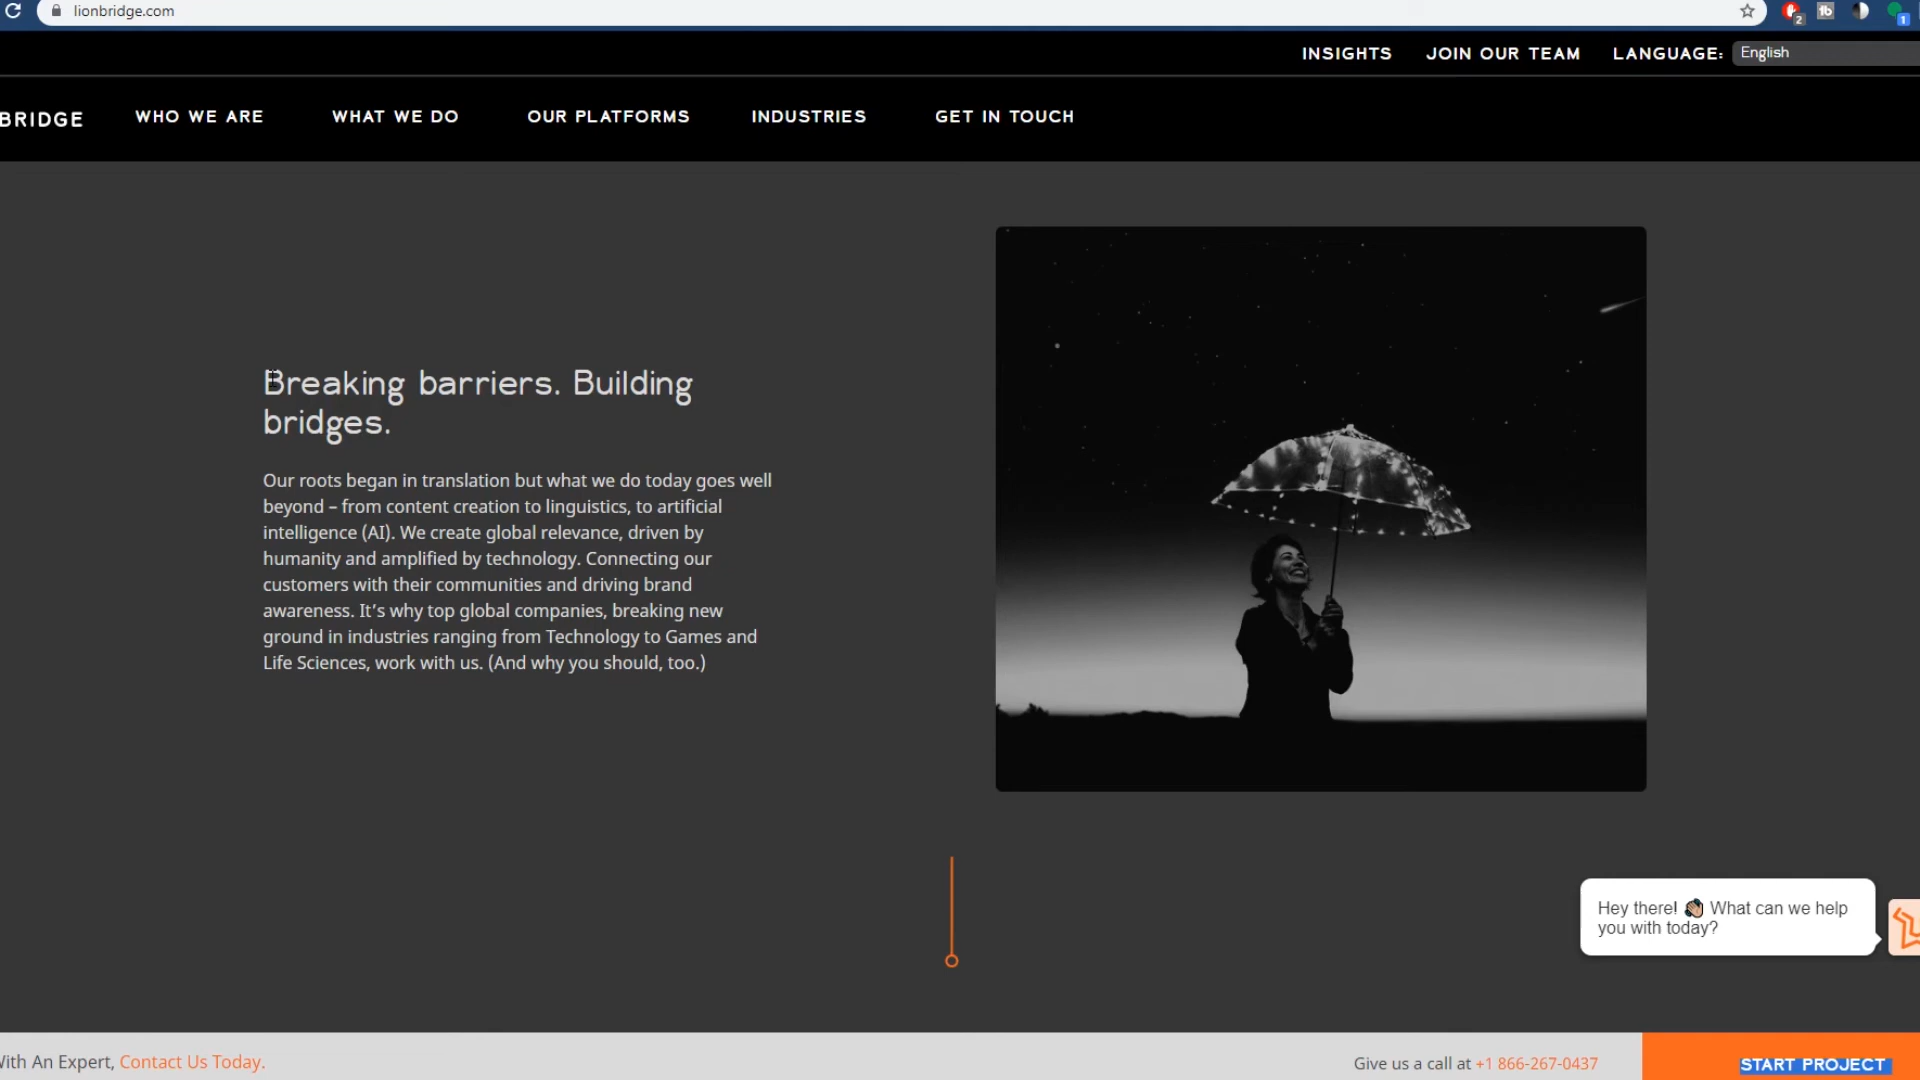 lionbridge.com
2
1
INSIGHTS JOIN OUR TEAM LANGUAGE: English
BRIDGE WHO WE ARE WHAT WE DO OUR PLATFORMS INDUSTRIES GET IN TOUCH
Breaking barriers. Building
bridges.
Our roots began in translation but what we do today goes well
beyond – from content creation to linguistics, to artificial
intelligence (AI). We create global relevance, driven by
humanity and amplified by technology. Connecting our
customers with their communities and driving brand
awareness. It's why top global companies, breaking new
ground in industries ranging from Technology to Games and
Life Sciences, work with us. (And why you should, too.)
Hey there! 👋🏼 What can we help
you with today?
With An Expert, Contact Us Today.
Give us a call at +1 866-267-0437
START PROJECT